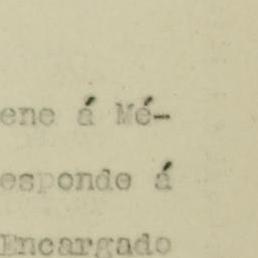 ene á Mé-
esponde á
Encargado